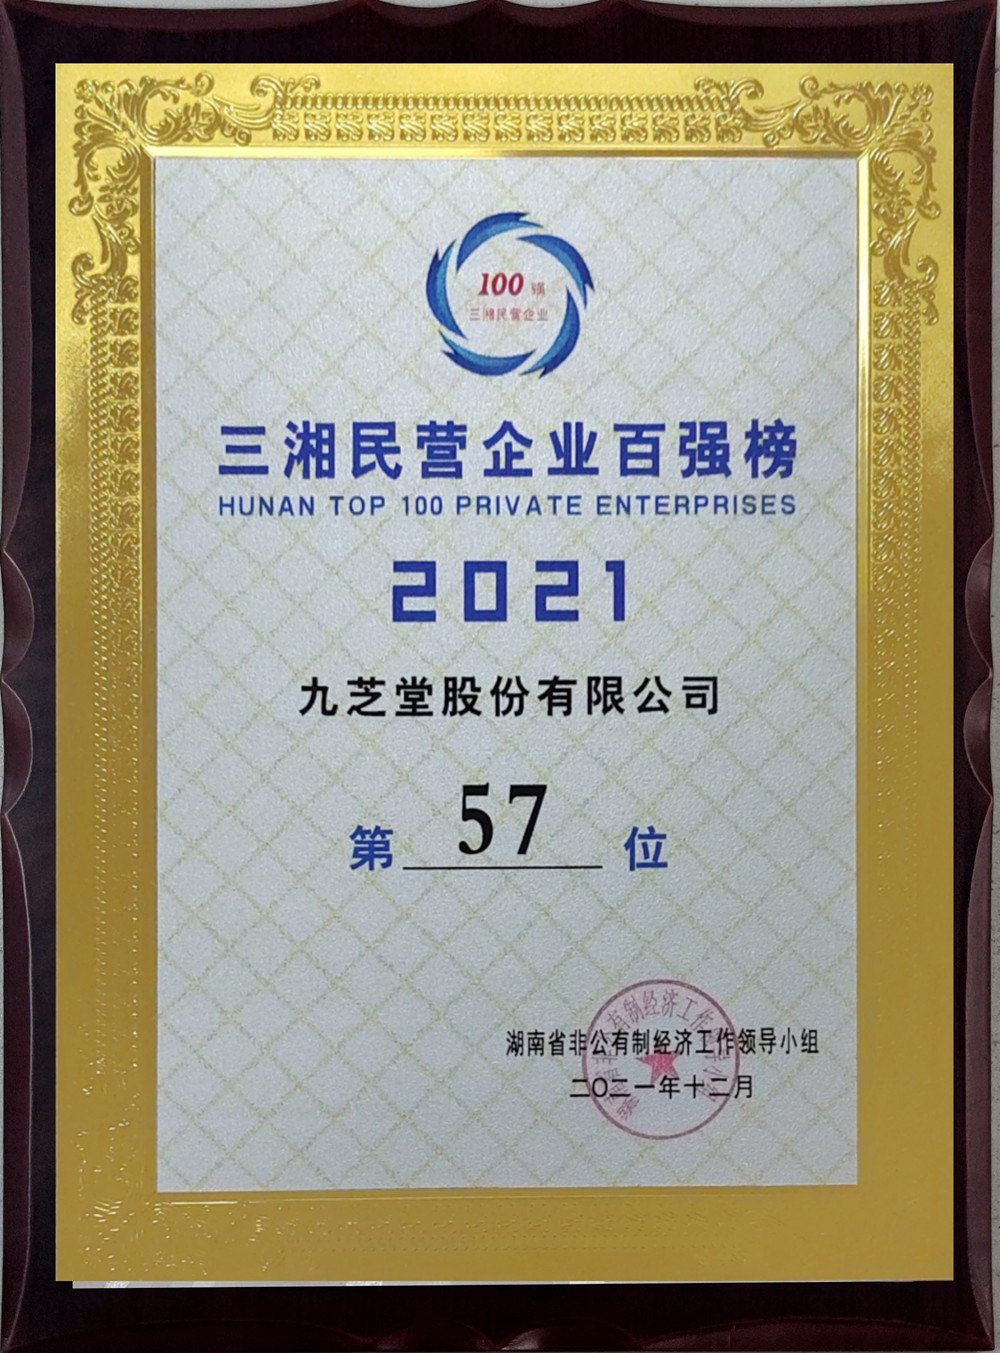 100 强
三湘民营企业
三湘民营企业百强榜
HUNAN TOP 100 PRIVATE ENTERPRISES
2021
九芝堂股份有限公司
第 57 位
湖南省非公有制经济工作领导小组
二〇二一年十二月